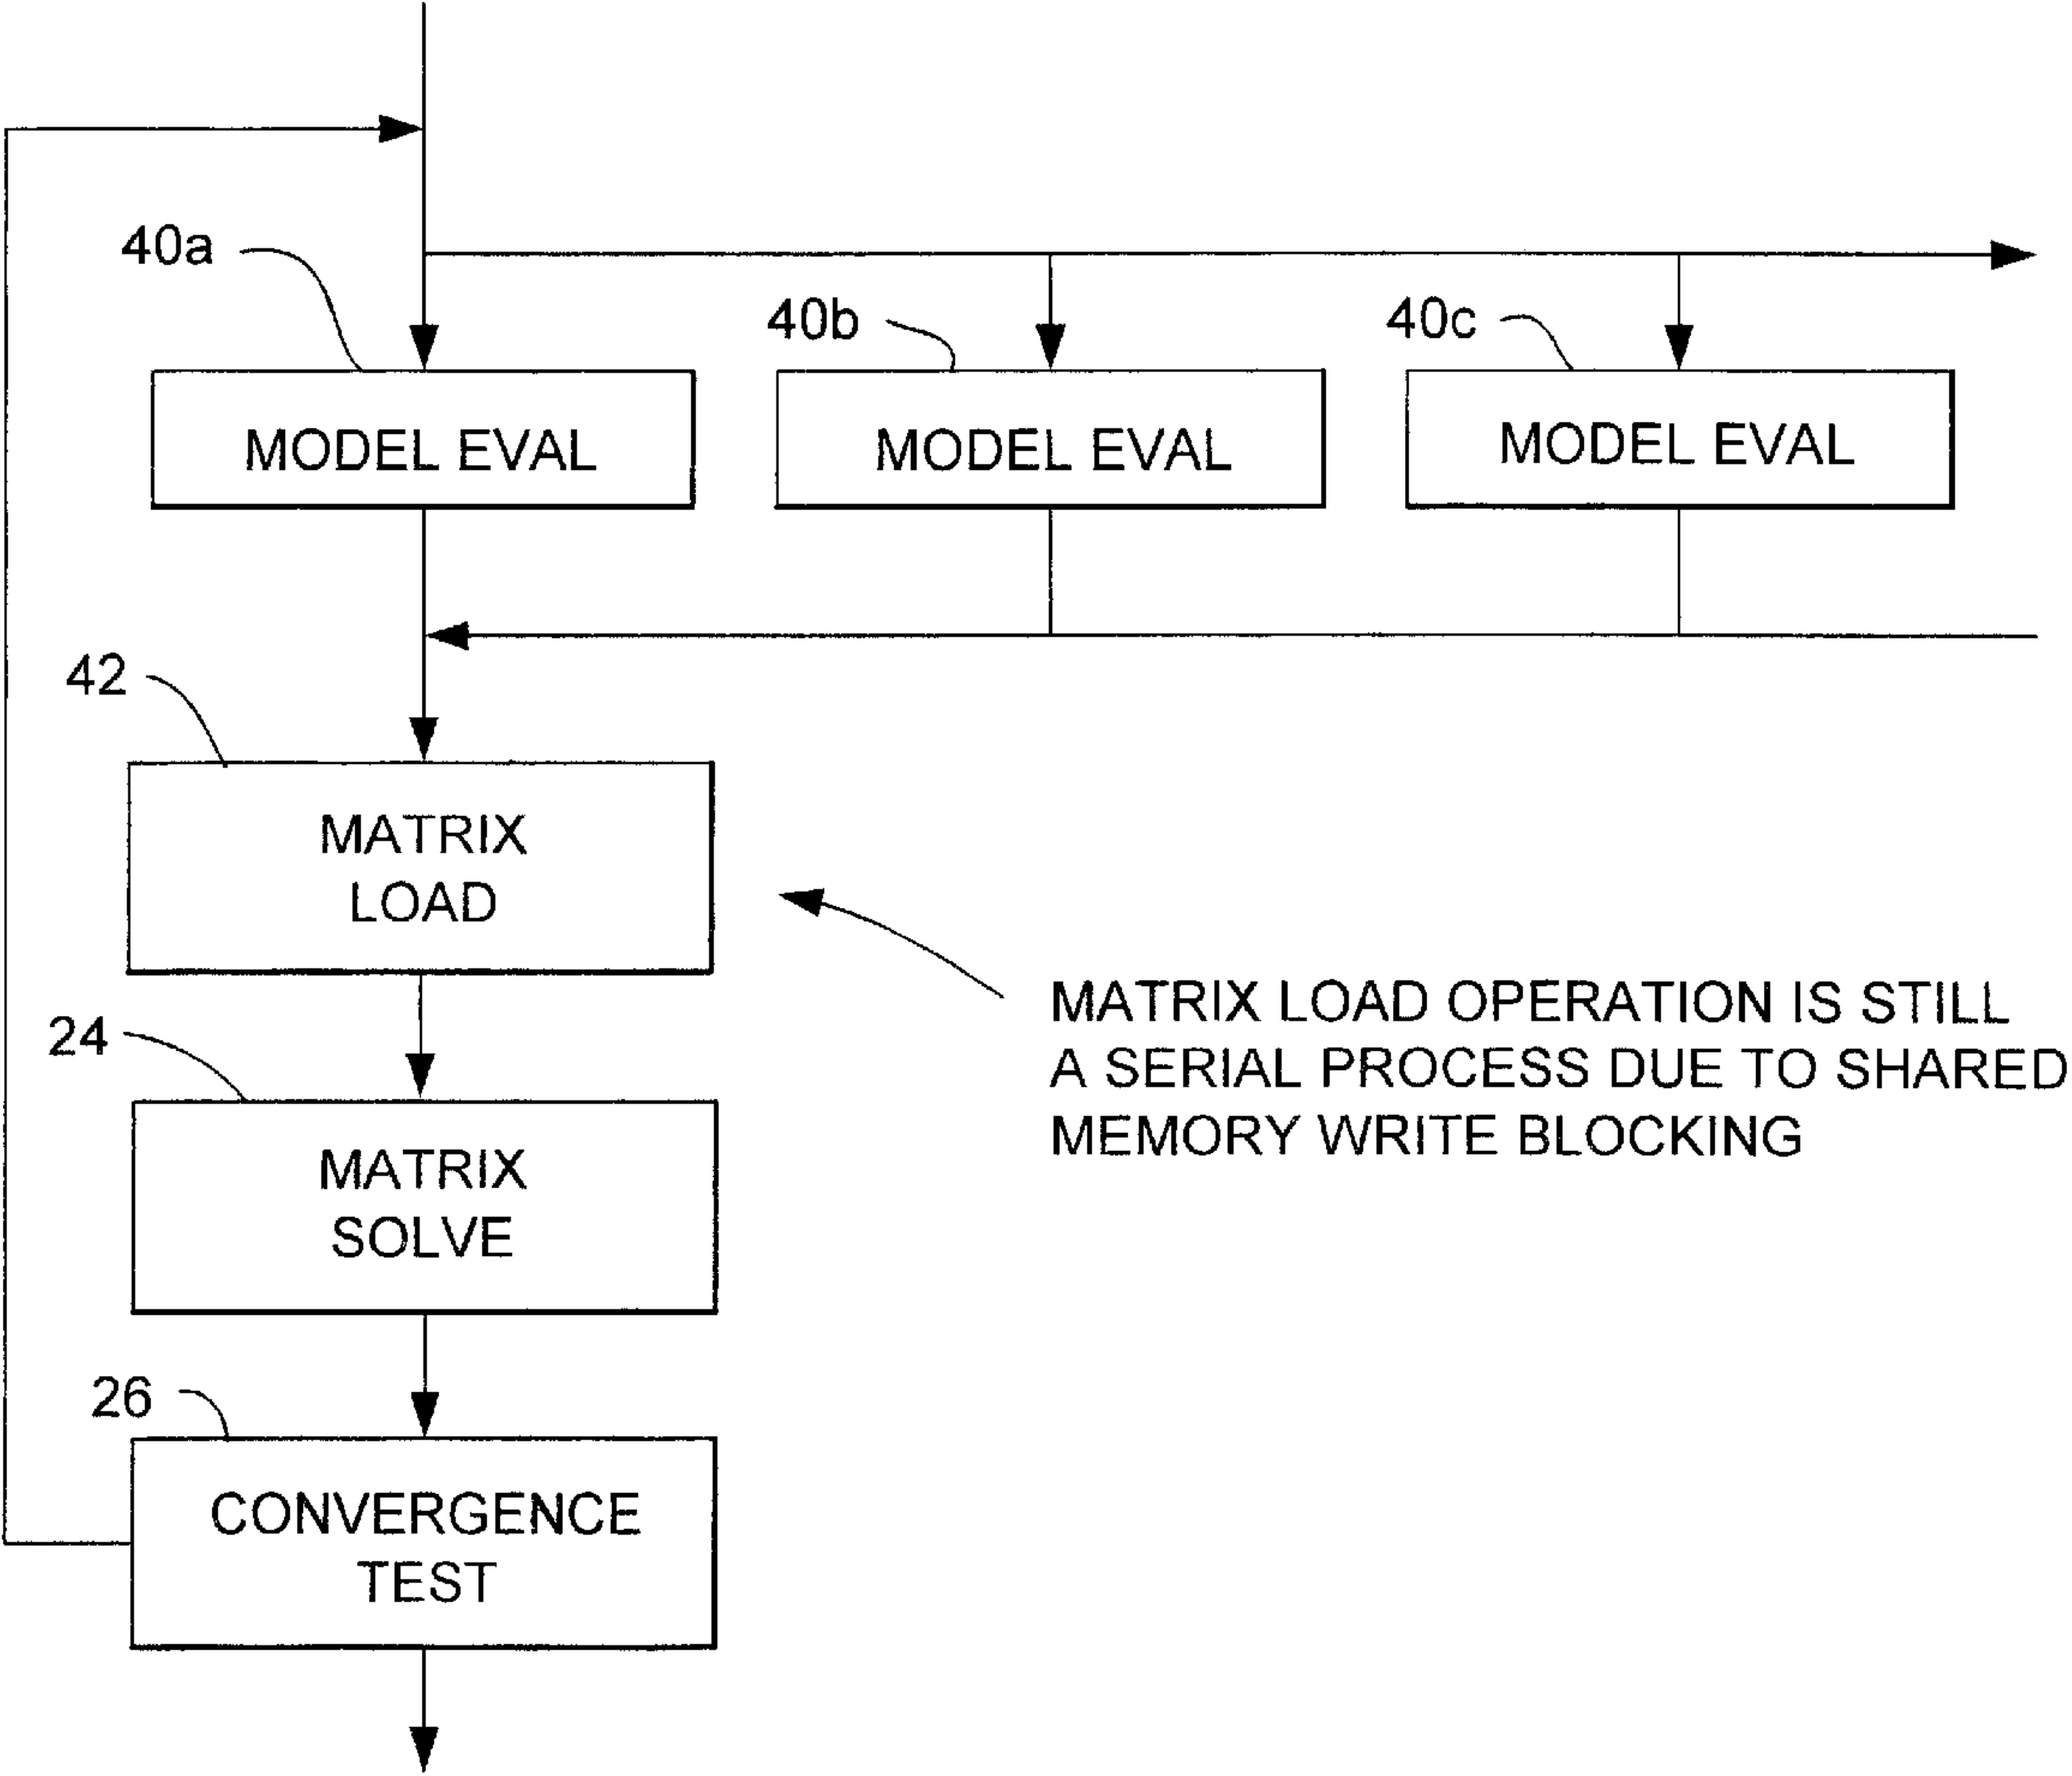 40a
40b
40c
MODEL EVAL
MODEL EVAL
MODEL EVAL
42
MATRIX
LOAD
MATRIX LOAD OPERATION IS STILL
A SERIAL PROCESS DUE TO SHARED
MEMORY WRITE BLOCKING
24
MATRIX
SOLVE
26
CONVERGENCE
TEST